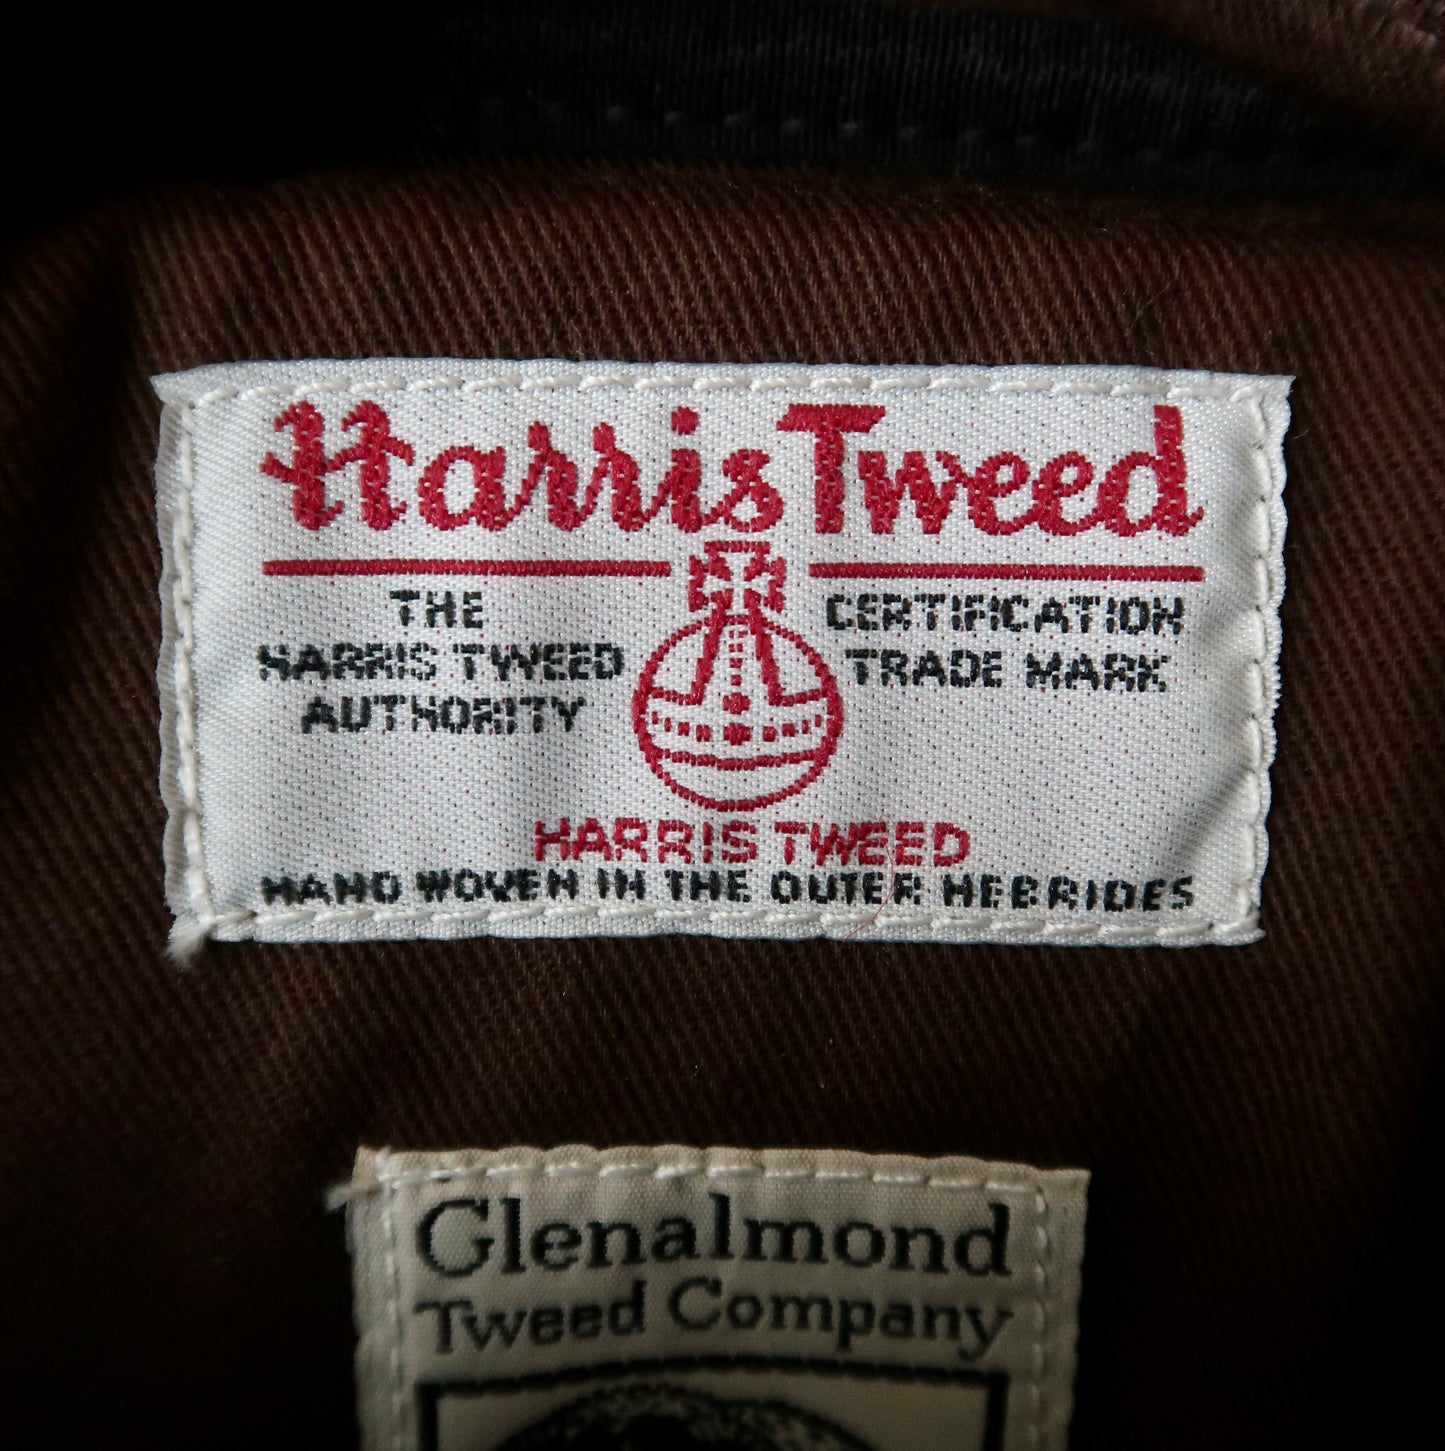 Harris Tweed
THE
HARRIS TWEED
AUTHORITY
CERTIFICATION
TRADE MARK
HARRIS TWEED
HAND WOVEN IN THE OUTER HEBRIDES
Glenalmond
Tweed Company